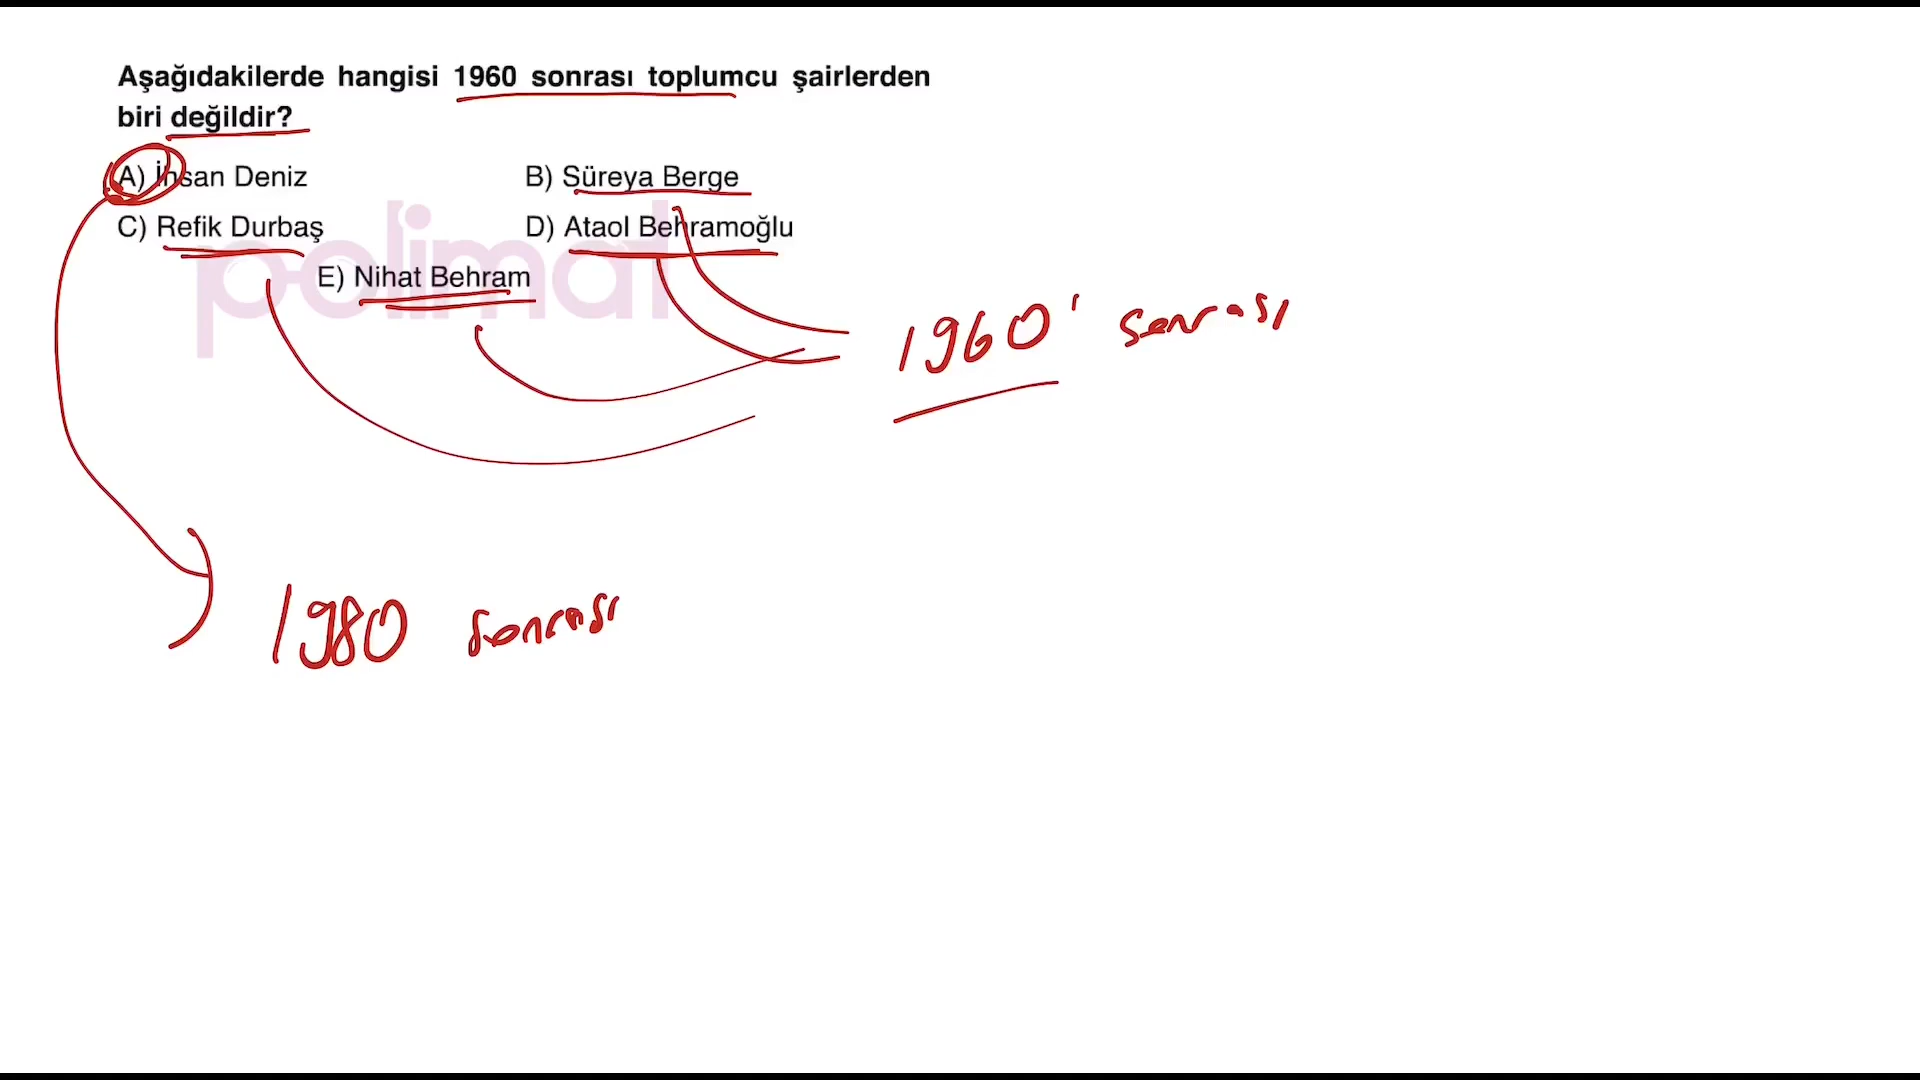 Aşağıdakilerde hangisi 1960 sonrası toplumcu şairlerden
biri değildir?
A) İhsan Deniz B) Süreya Berge
C) Refik Durbaş D) Ataol Behramoğlu
E) Nihat Behram
polimat
1960' sonrası
1980 sonrası